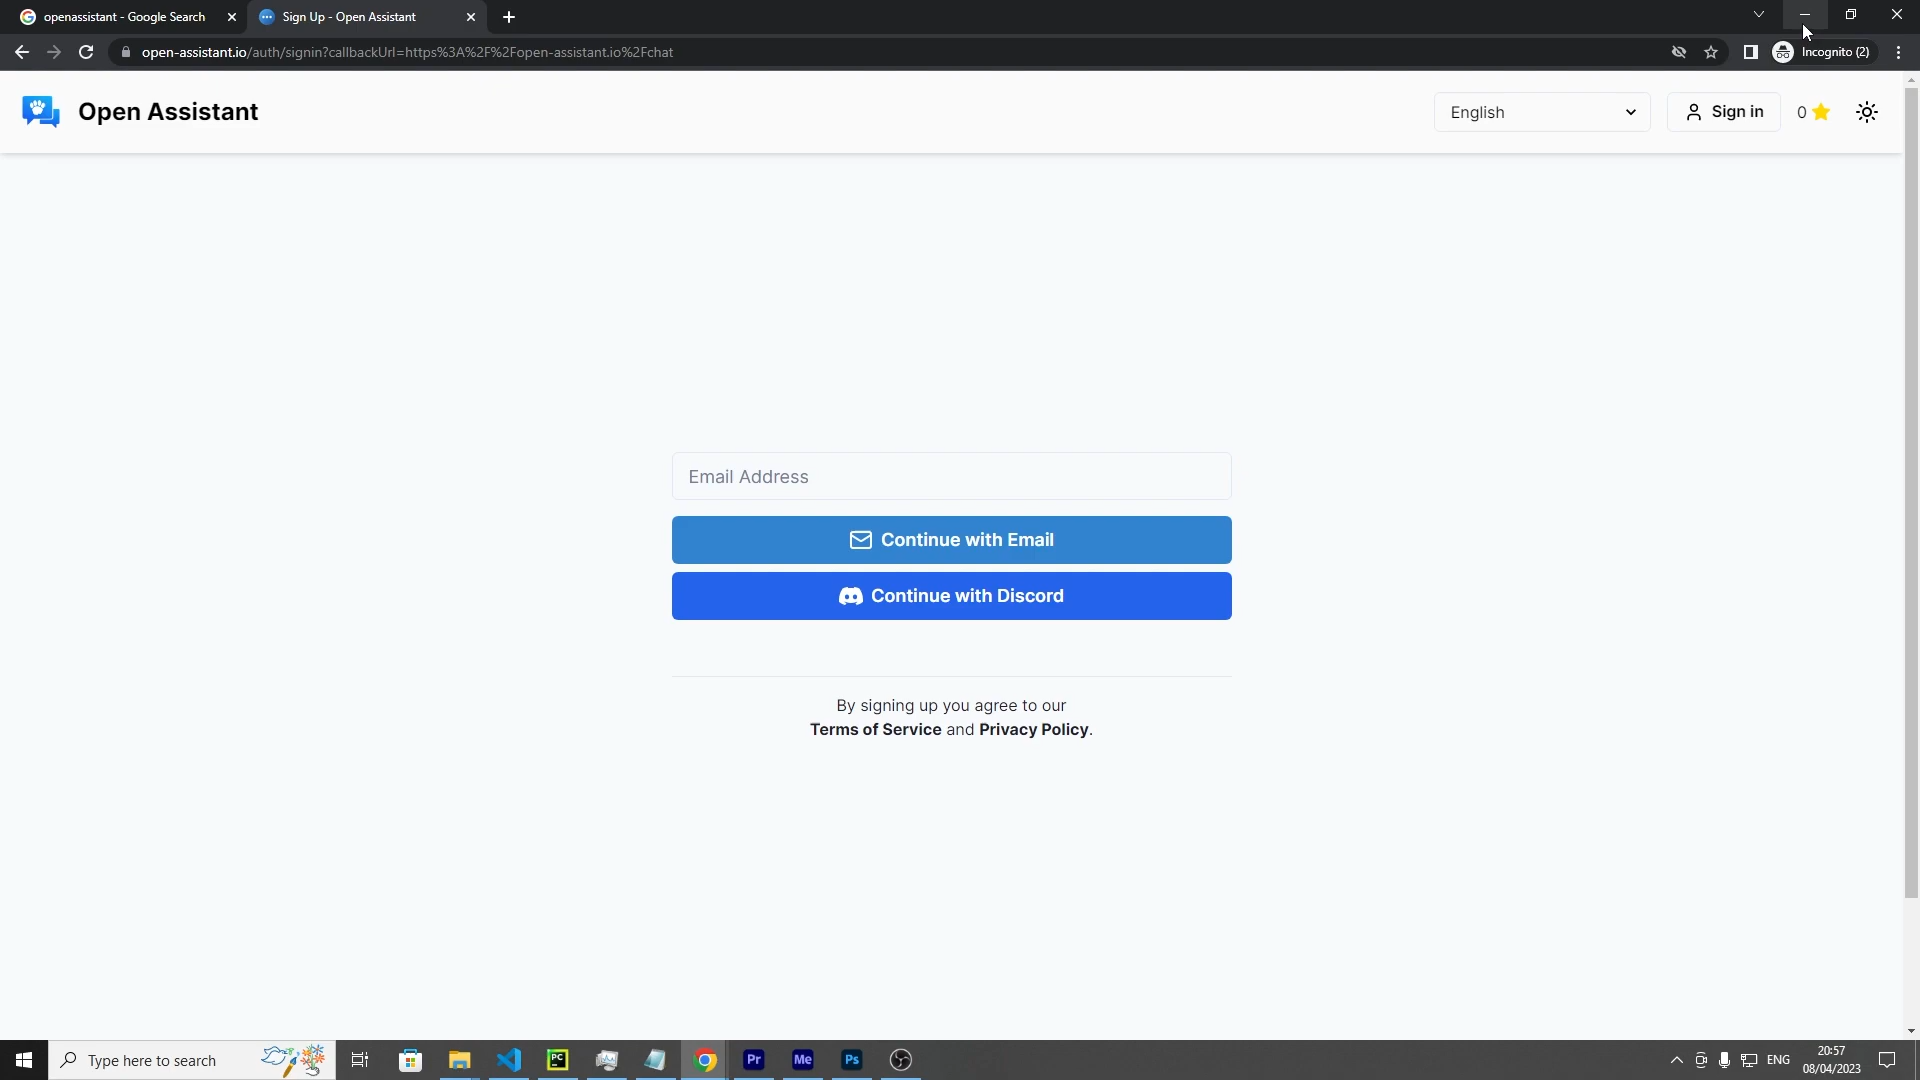 openassistant - Google Search
Sign Up - Open Assistant
open-assistant.io/auth/signin?callbackUrl=https%3A%2F%2Fopen-assistant.io%2Fchat
Incognito (2)
Open Assistant
English
Sign in
0
Email Address
Continue with Email
Continue with Discord
By signing up you agree to our
Terms of Service and Privacy Policy.
Type here to search
PC
Pr
Me
Ps
ENG
20:57
08/04/2023